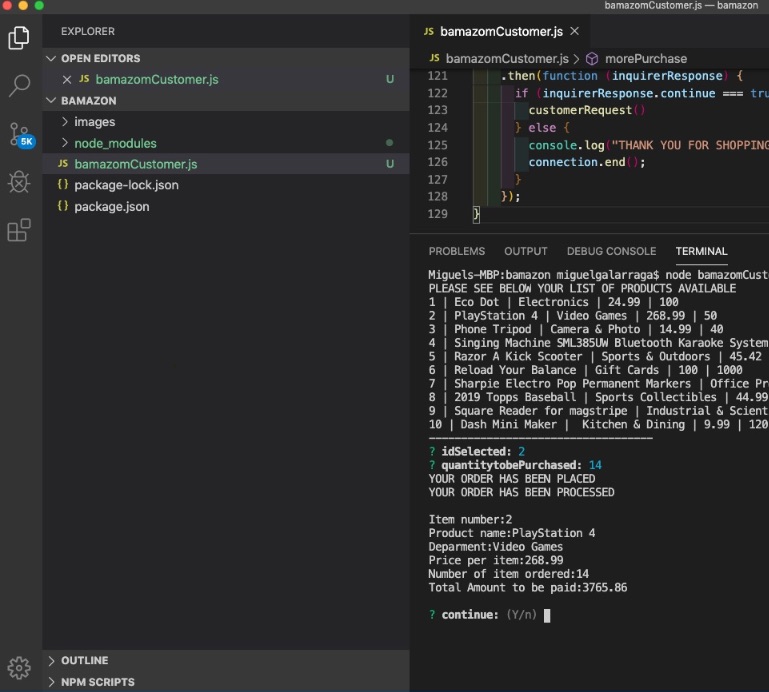 bamazomCustomer.js — bamazon
EXPLORER
OPEN EDITORS
JS bamazomCustomer.js U
BAMAZON
images
node_modules
JS bamazomCustomer.js U
{} package-lock.json
{} package.json
5K
OUTLINE
NPM SCRIPTS
JS bamazomCustomer.js
JS bamazomCustomer.js > morePurchase
121 .then(function (inquirerResponse) {
122 if (inquirerResponse.continue === tru
123 customerRequest()
124 } else {
125 console.log("THANK YOU FOR SHOPPING
126 connection.end();
127 }
128 });
129 }
PROBLEMS OUTPUT DEBUG CONSOLE TERMINAL
Miguels-MBP:bamazon miguelgalarraga$ node bamazomCust
PLEASE SEE BELOW YOUR LIST OF PRODUCTS AVAILABLE
1 | Eco Dot | Electronics | 24.99 | 100
2 | PlayStation 4 | Video Games | 268.99 | 50
3 | Phone Tripod | Camera & Photo | 14.99 | 40
4 | Singing Machine SML385UW Bluetooth Karaoke System
5 | Razor A Kick Scooter | Sports & Outdoors | 45.42
6 | Reload Your Balance | Gift Cards | 100 | 1000
7 | Sharpie Electro Pop Permanent Markers | Office Pr
8 | 2019 Topps Baseball | Sports Collectibles | 44.99
9 | Square Reader for magstripe | Industrial & Scient
10 | Dash Mini Maker | Kitchen & Dining | 9.99 | 120
-----------------------------------
? idSelected: 2
? quantitytobePurchased: 14
YOUR ORDER HAS BEEN PLACED
YOUR ORDER HAS BEEN PROCESSED
Item number:2
Product name:PlayStation 4
Deparment:Video Games
Price per item:268.99
Number of item ordered:14
Total Amount to be paid:3765.86
? continue: (Y/n)